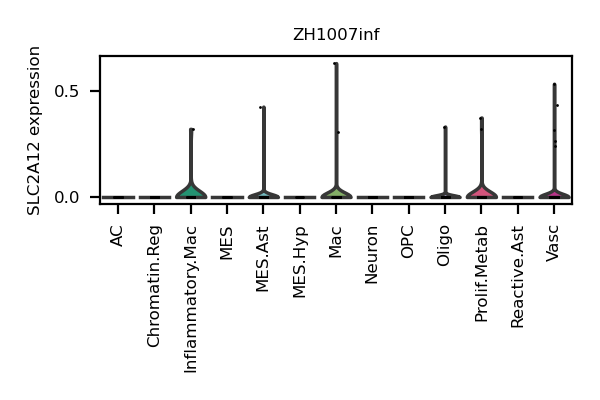 ZH1007inf
SLC2A12 expression
0.5
0.0
AC
Chromatin.Reg
Inflammatory.Mac
MES
MES.Ast
MES.Hyp
Mac
Neuron
OPC
Oligo
Prolif.Metab
Reactive.Ast
Vasc